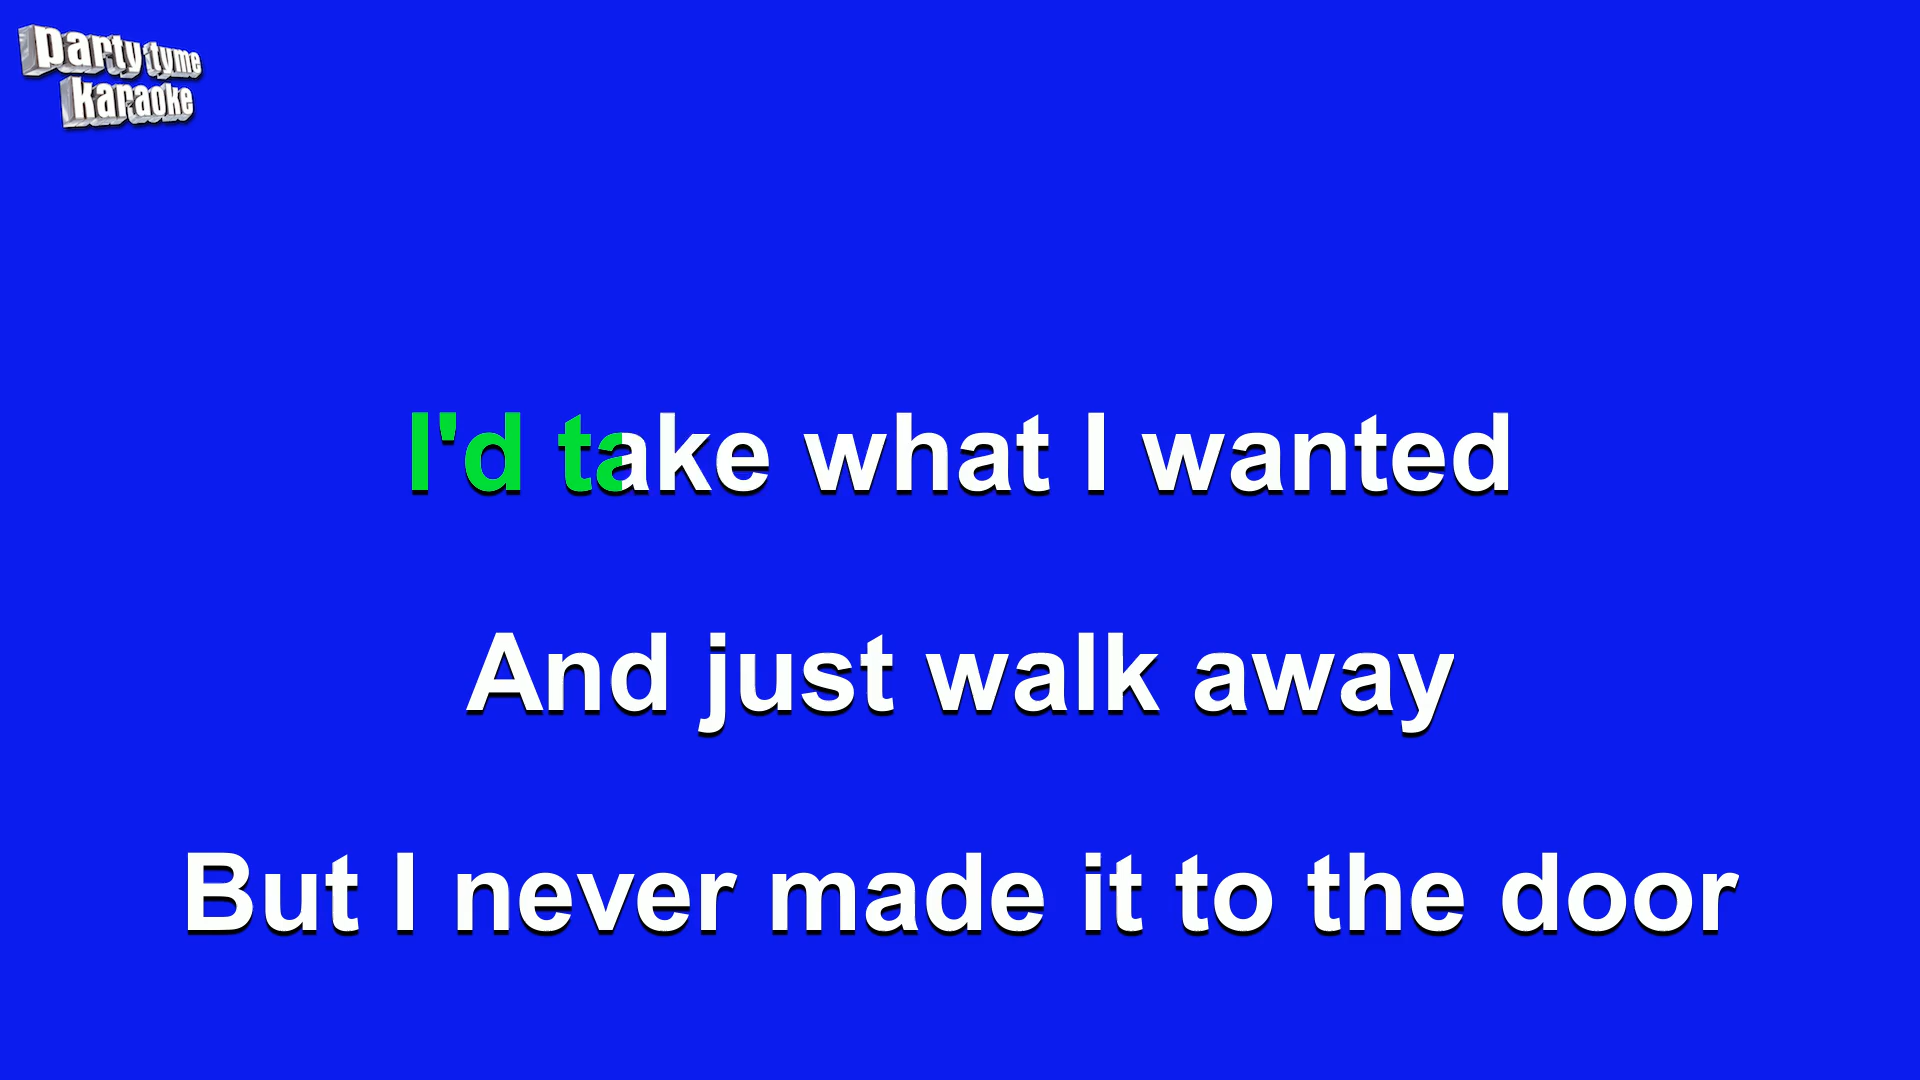 party tyme
karaoke
I'd take what I wanted
And just walk away
But I never made it to the door